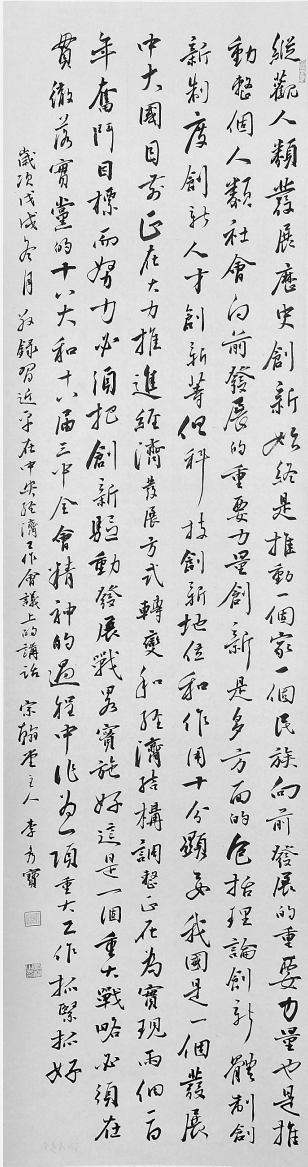 縱觀人類發展歷史創新始終是推動一個家一個民族向前發展的重要力量也是推
動整個人類社會向前發展的重要力量創新是多方面的包括理論創新體制創
新制度創新人才創新等但科技創新地位和作用十分顯要我國是一個發展
中大國目前正在大力推進經濟發展方式轉變和經濟結構調整正在為實現兩個一百
年奮鬥目標而努力必須把創新驅動發展戰略實施好這是一個重大戰略必須在
貫徹落實黨的十八大和十八屆三中全會精神的過程中作為一項重大工作抓緊抓好
歲次戊戌冬月敬錄習近平在中央經濟工作會議上的講話 宗翰堂主人 李 寶